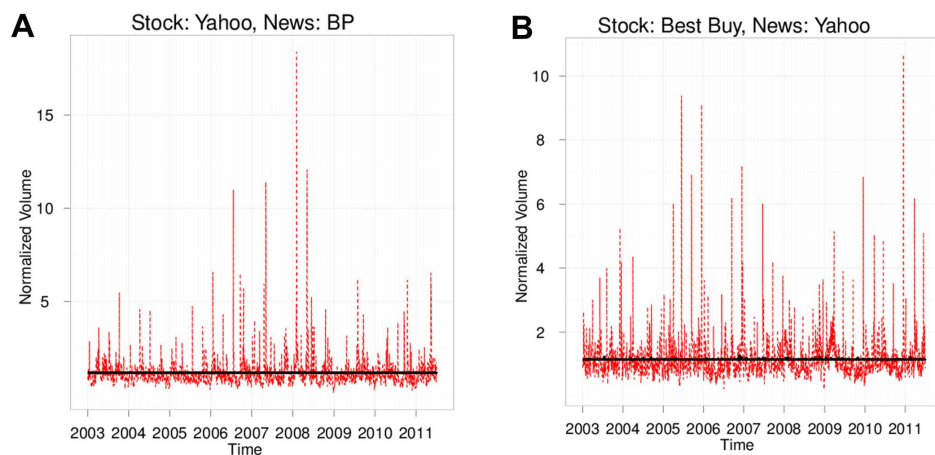 A
Stock: Yahoo, News: BP
Normalized Volume
15
10
5
2003 2004 2005 2006 2007 2008 2009 2010 2011
Time
B
Stock: Best Buy, News: Yahoo
Normalized Volume
10
8
6
4
2
2003 2004 2005 2006 2007 2008 2009 2010 2011
Time